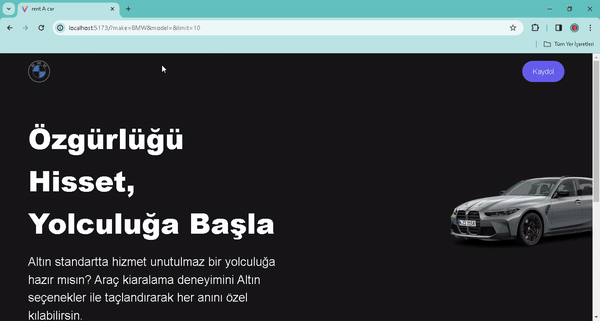 rent A car
localhost:5173/?make=BMW&model=&limit=10
Tüm Yer İşaretleri
Kaydol
Özgürlüğü
Hisset,
Yolculuğa Başla
Altın standartta hizmet unutulmaz bir yolculuğa
hazır mısın? Araç kiaralama deneyimini Altın
seçenekler ile taçlandırarak her anını özel
kılabilirsin.